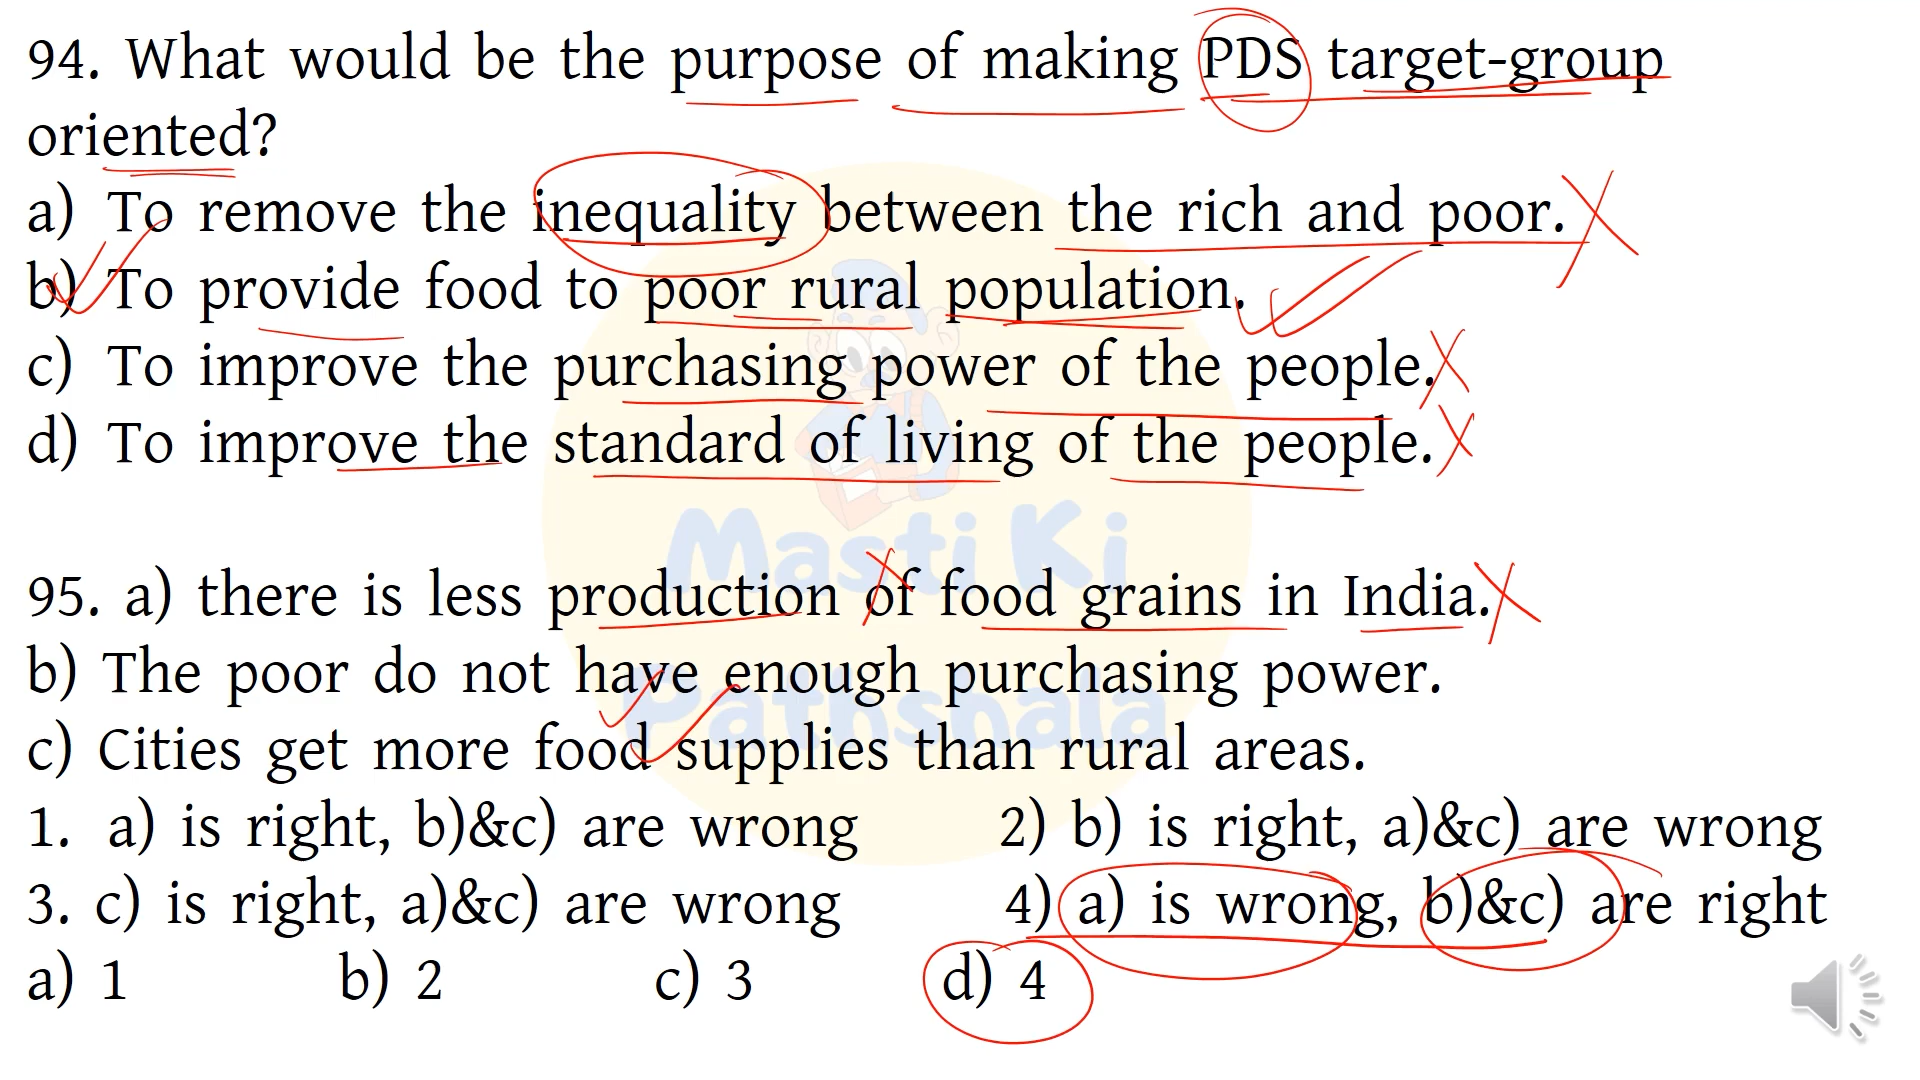 94. What would be the purpose of making PDS target-group
oriented?
a) To remove the inequality between the rich and poor.
b) To provide food to poor rural population.
c) To improve the purchasing power of the people.
d) To improve the standard of living of the people.
95. a) there is less production of food grains in India.
b) The poor do not have enough purchasing power.
c) Cities get more food supplies than rural areas.
1. a) is right, b)&c) are wrong 2) b) is right, a)&c) are wrong
3. c) is right, a)&c) are wrong 4) a) is wrong, b)&c) are right
a) 1 b) 2 c) 3 d) 4
Masti Ki
Pathshala